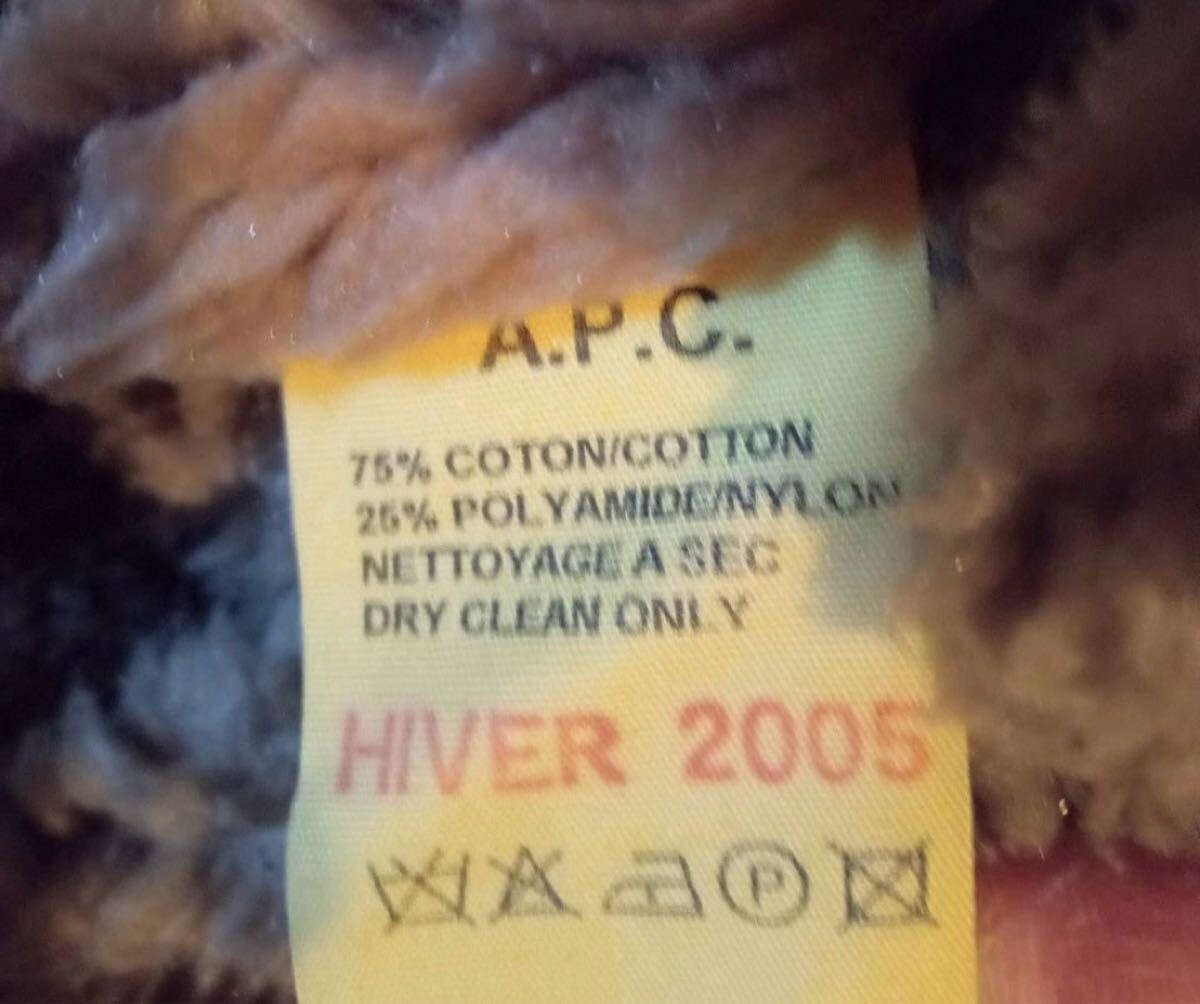 A.P.C.
75% COTON/COTTON
25% POLYAMIDE/NYLON
NETTOYAGE A SEC
DRY CLEAN ONLY
HIVER 2005
P